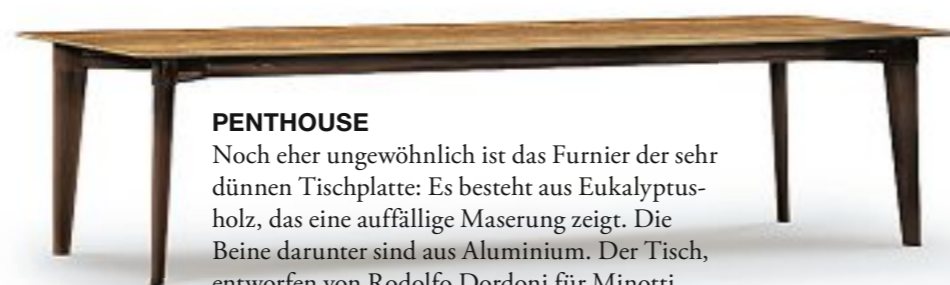 PENTHOUSE
Noch eher ungewöhnlich ist das Furnier der sehr
dünnen Tischplatte: Es besteht aus Eukalyptus-
holz, das eine auffällige Maserung zeigt. Die
Beine darunter sind aus Aluminium. Der Tisch,
entworfen von Rodolfo Dordoni für Minotti